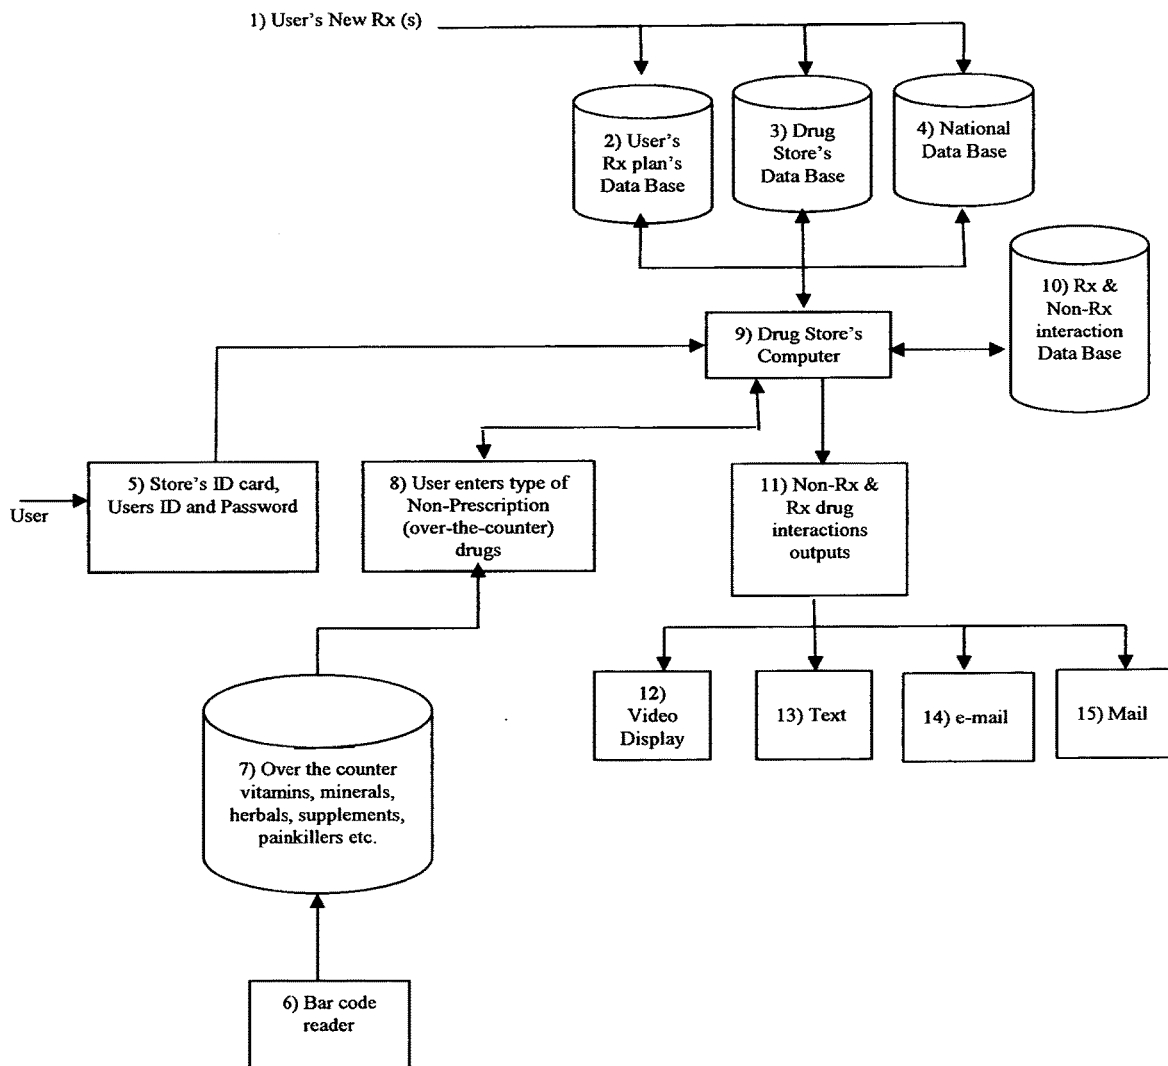 1) User's New Rx (s)
2) User's
Rx plan's
Data Base
3) Drug
Store's
Data Base
4) National
Data Base
10) Rx &
Non-Rx
interaction
Data Base
9) Drug Store's
Computer
User
5) Store's ID card,
Users ID and Password
8) User enters type of
Non-Prescription
(over-the-counter)
drugs
11) Non-Rx &
Rx drug
interactions
outputs
12)
Video
Display
13) Text
14) e-mail
15) Mail
7) Over the counter
vitamins, minerals,
herbals, supplements,
painkillers etc.
6) Bar code
reader